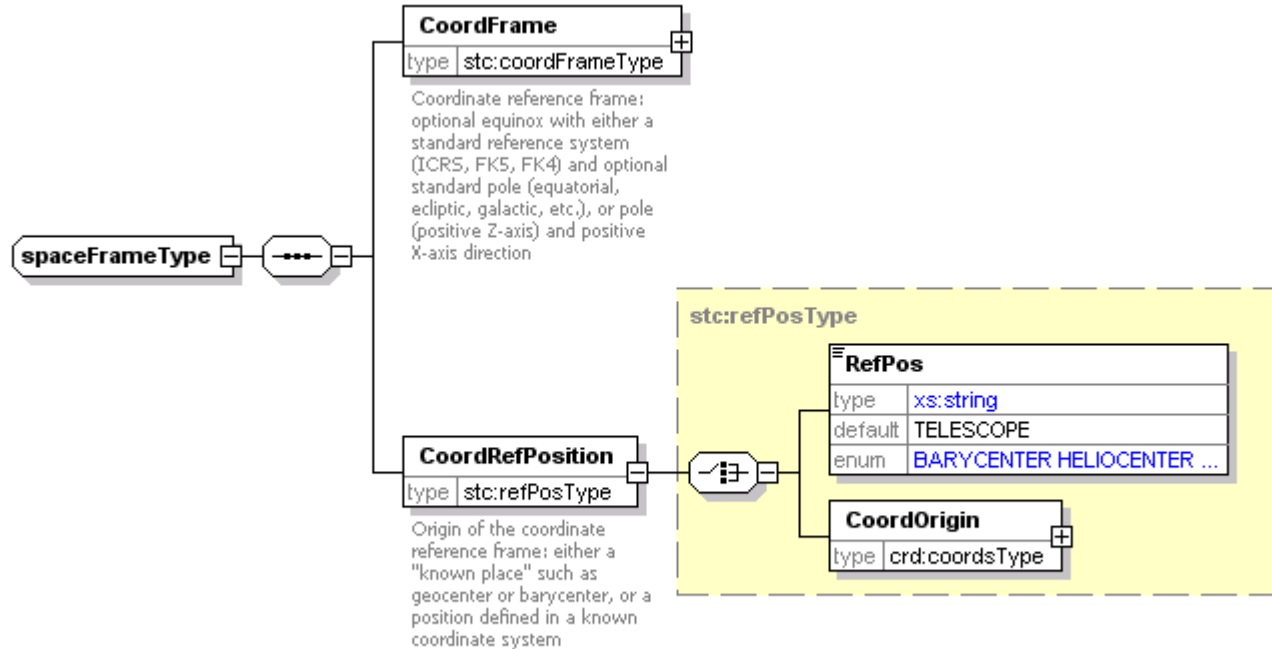 CoordFrame
type stc:coordFrameType
Coordinate reference frame:
optional equinox with either a
standard reference system
(ICRS, FK5, FK4) and optional
standard pole (equatorial,
ecliptic, galactic, etc.), or pole
(positive Z-axis) and positive
X-axis direction
spaceFrameType
stc:refPosType
RefPos
type xs:string
default TELESCOPE
enum BARYCENTER HELIOCENTER ...
CoordRefPosition
type stc:refPosType
Origin of the coordinate
reference frame: either a
"known place" such as
geocenter or barycenter, or a
position defined in a known
coordinate system
CoordOrigin
type crd:coordsType